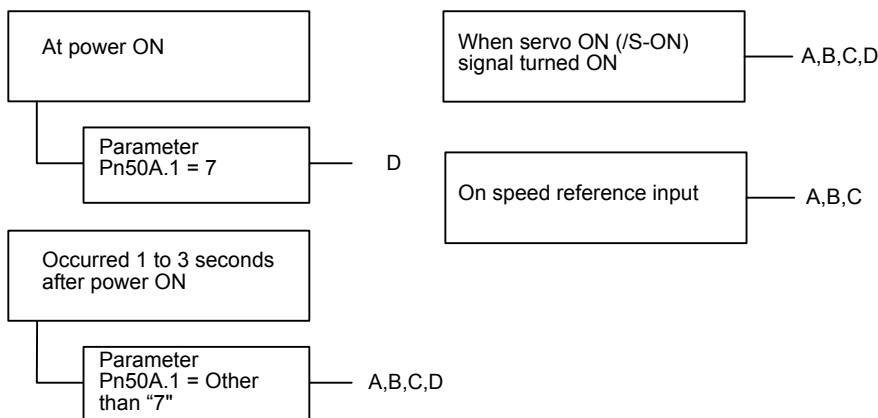 At power ON
Parameter
Pn50A.1 = 7
D
Occurred 1 to 3 seconds
after power ON
Parameter
Pn50A.1 = Other
than “7"
A,B,C,D
When servo ON (/S-ON)
signal turned ON
A,B,C,D
On speed reference input
A,B,C